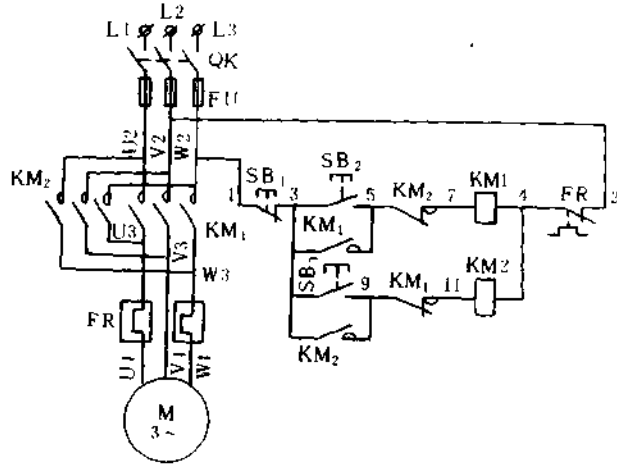 L1 L2 L3
QK
FU
U2 V2 W2
KM2
U3 V3 W3
KM1
FR
U1 V1 W1
M
3~
1 SB1 3 SB2 5 KM2 7 KM1 4 FR
KM1
SB3 9 KM1 11 KM2
KM2